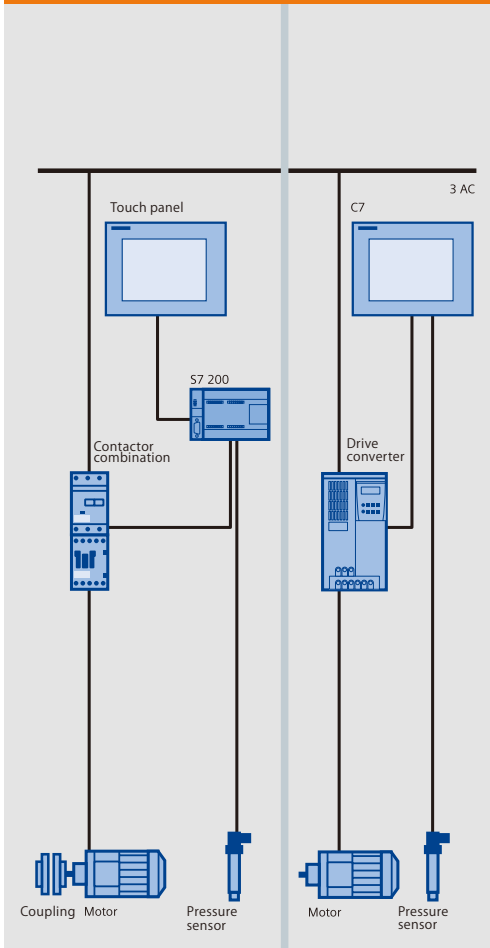 3 AC
Touch panel
C7
S7 200
Contactor
combination
Drive
converter
Coupling
Motor
Pressure
sensor
Motor
Pressure
sensor